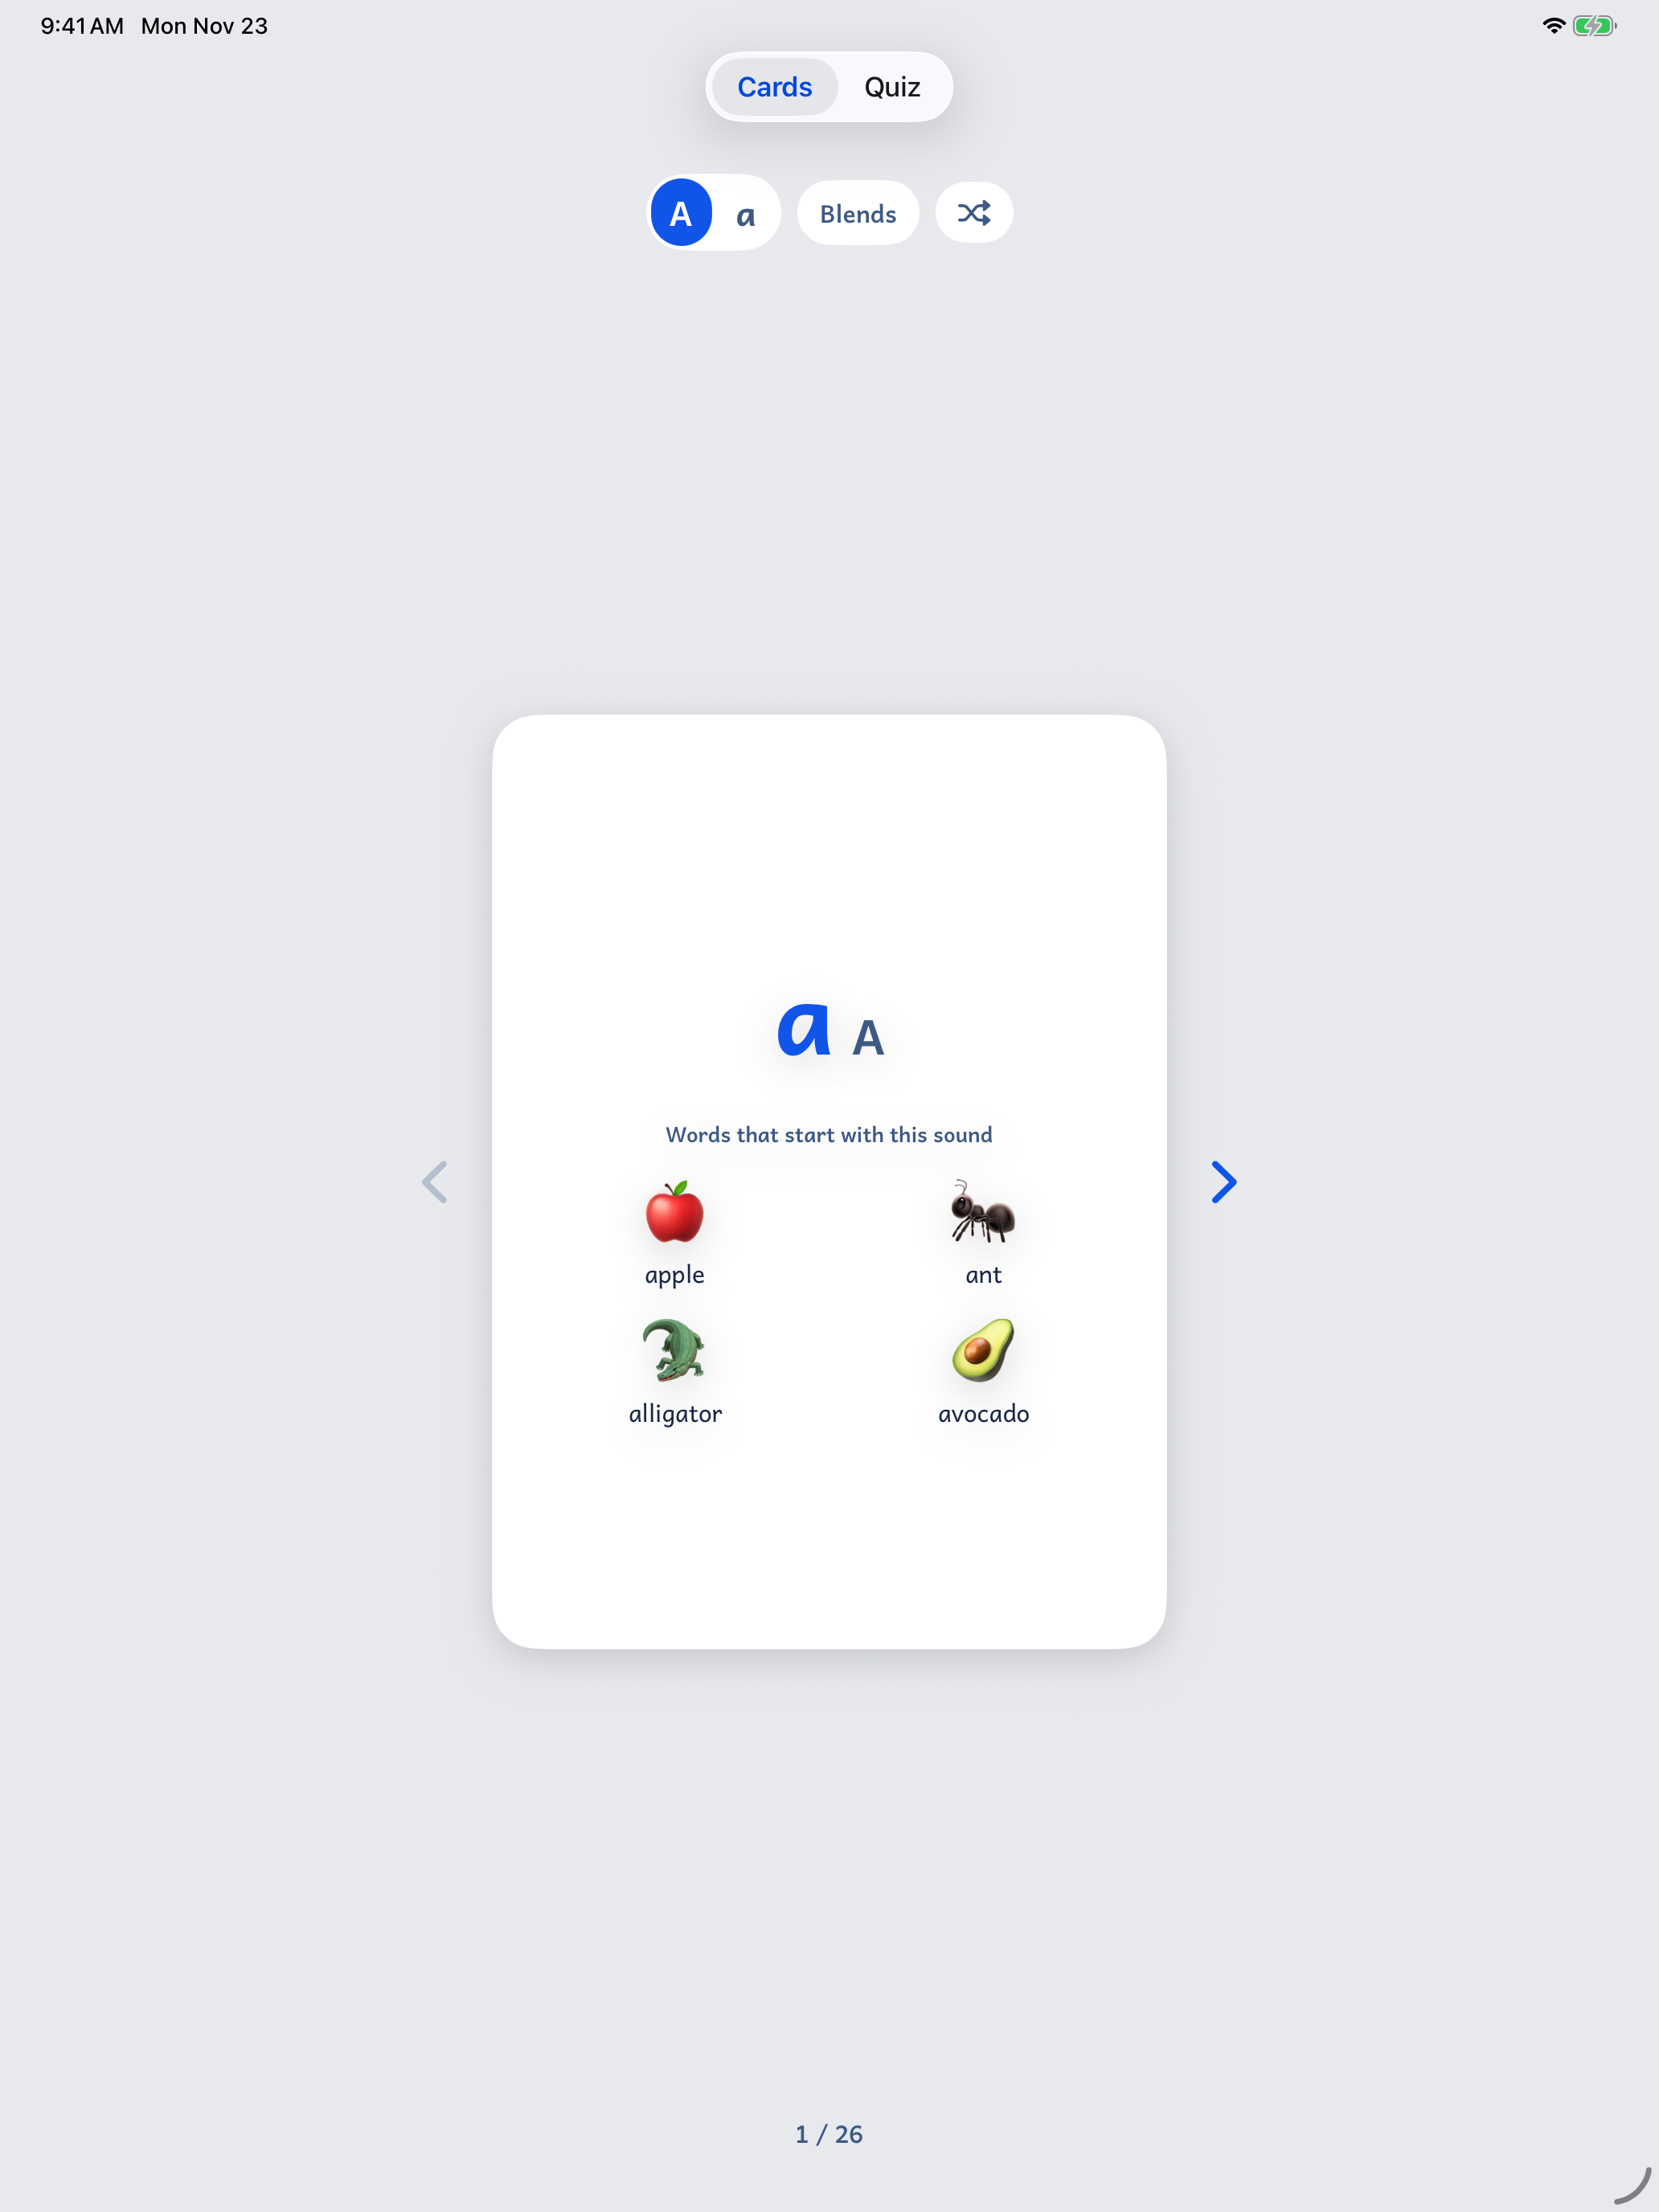 9:41 AM Mon Nov 23
Cards Quiz
A a Blends
a A
Words that start with this sound
apple ant
alligator avocado
1 / 26